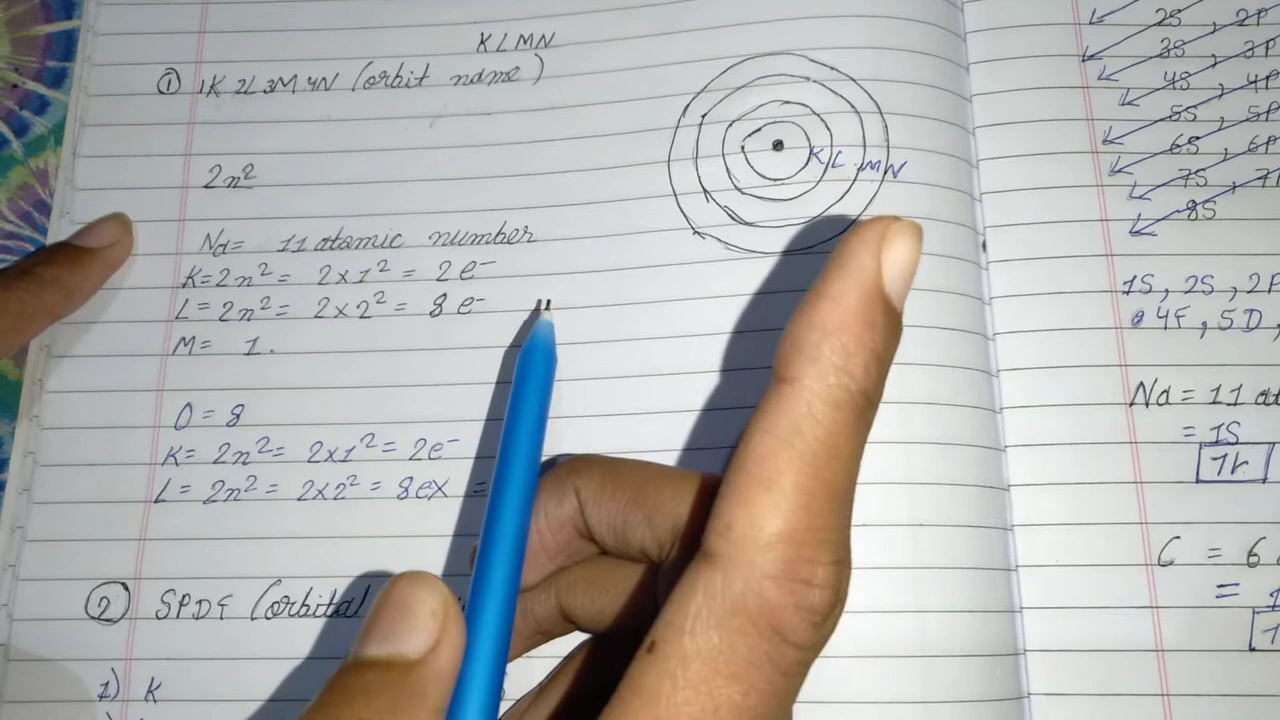 KLMN
① 1K 2L 3M 4N (orbit name)
K L M N
2n²
Na = 11 atomic number
K = 2n² = 2×1² = 2e⁻
L = 2n² = 2×2² = 8e⁻
M = 1.
O = 8
K = 2n² = 2×1² = 2e⁻
L = 2n² = 2×2² = 8ex =
② SPDF (orbital
1) K
2S, 2P
3S, 3P
4S, 4P
5S, 5P
6S, 6P
7S,
8S
1S, 2S, 2P
4F, 5D,
Na = 11
= 1S
C = 6
=